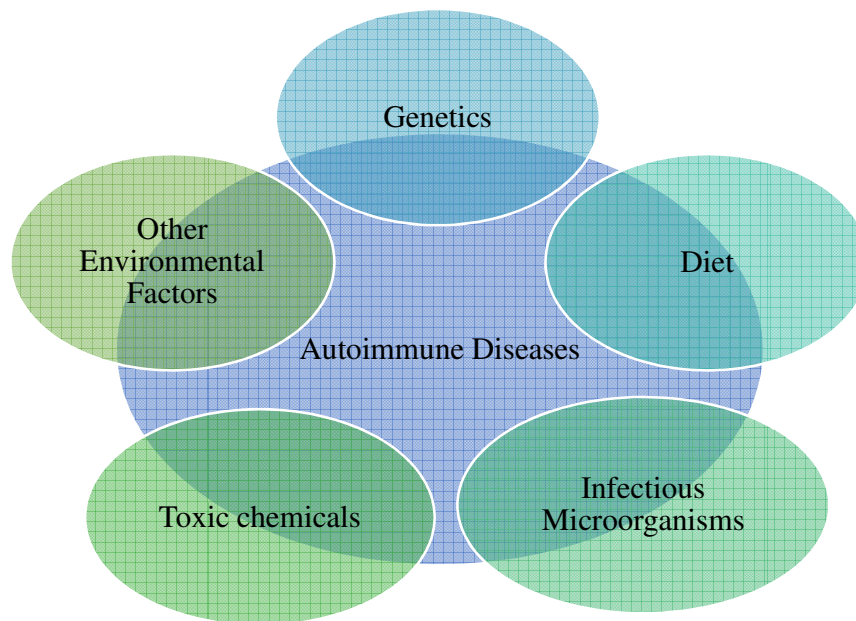 Genetics
Other
Environmental
Factors
Diet
Autoimmune Diseases
Toxic chemicals
Infectious
Microorganisms